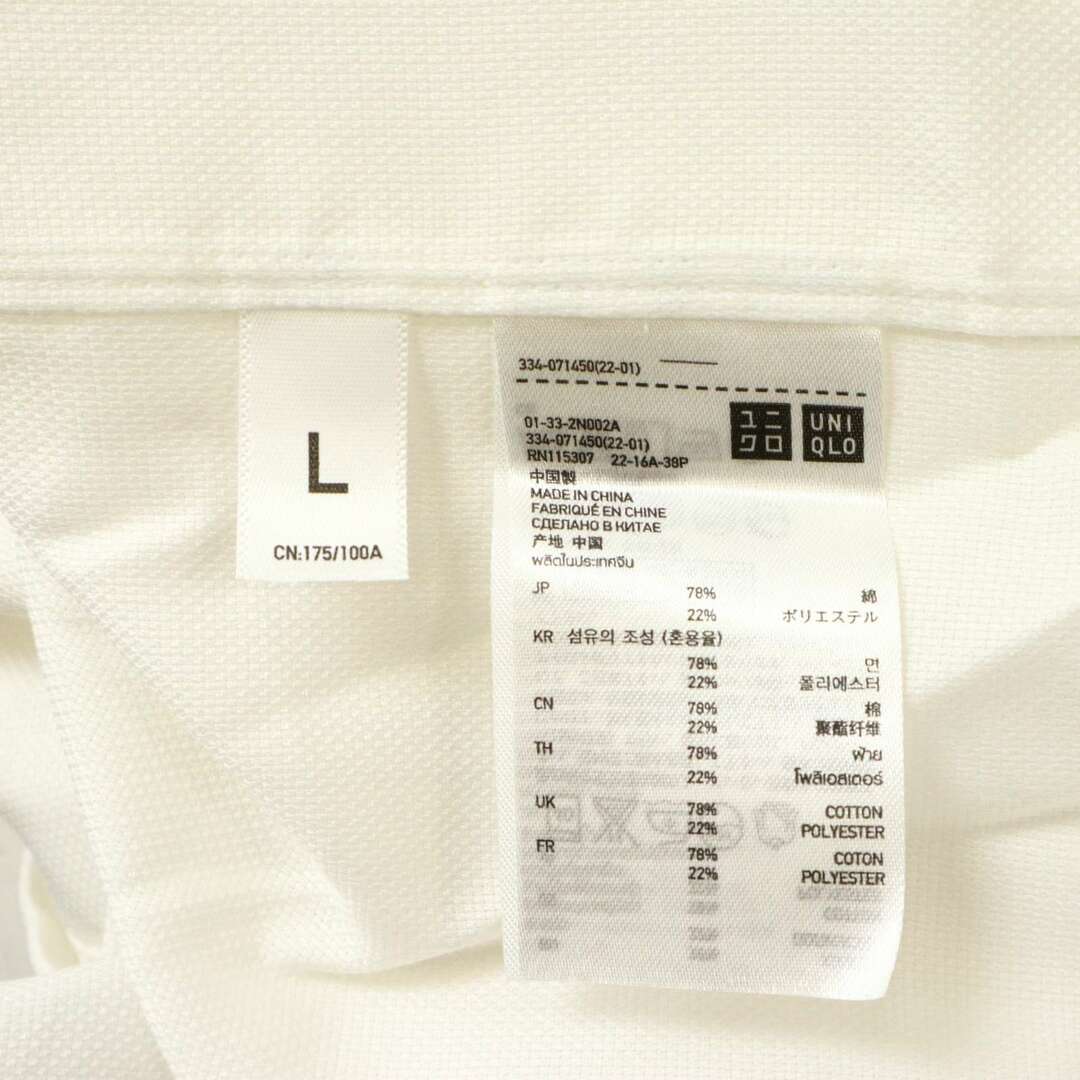 L
CN:175/100A
334-071450(22-01)
01-33-2N002A
334-071450(22-01)
RN115307 22-16A-38P
ユニクロ
UNIQLO
中国製
MADE IN CHINA
FABRIQUÉ EN CHINE
СДЕЛАНО В КИТАЕ
产地 中国
ผลิตในประเทศจีน
JP 78% 綿
22% ポリエステル
KR 섬유의 조성 (혼용율)
78% 면
22% 폴리에스터
CN 78% 棉
22% 聚酯纤维
TH 78% ฝ้าย
22% โพลิเอสเตอร์
UK 78% COTTON
22% POLYESTER
FR 78% COTON
22% POLYESTER